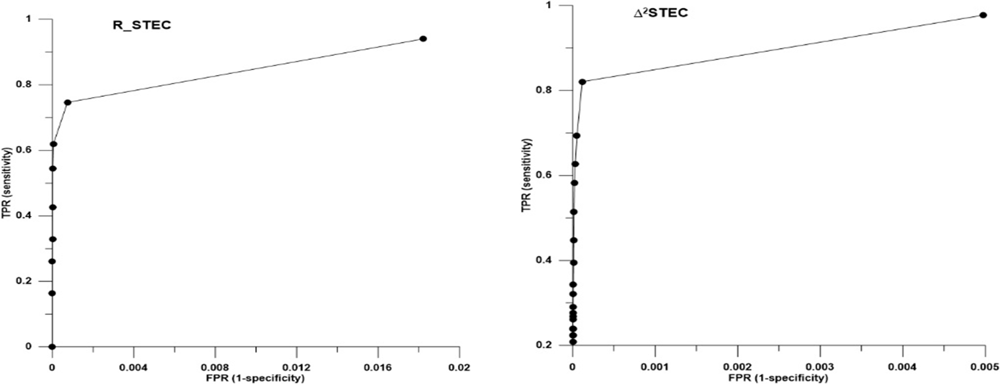 R_STEC
1
0.8
0.6
0.4
0.2
0
TPR (sensitivity)
0 0.004 0.008 0.012 0.016 0.02
FPR (1-specificity)
Δ²STEC
1
0.8
0.6
0.4
0.2
TPR (sensitivity)
0 0.001 0.002 0.003 0.004 0.005
FPR (1-specificity)